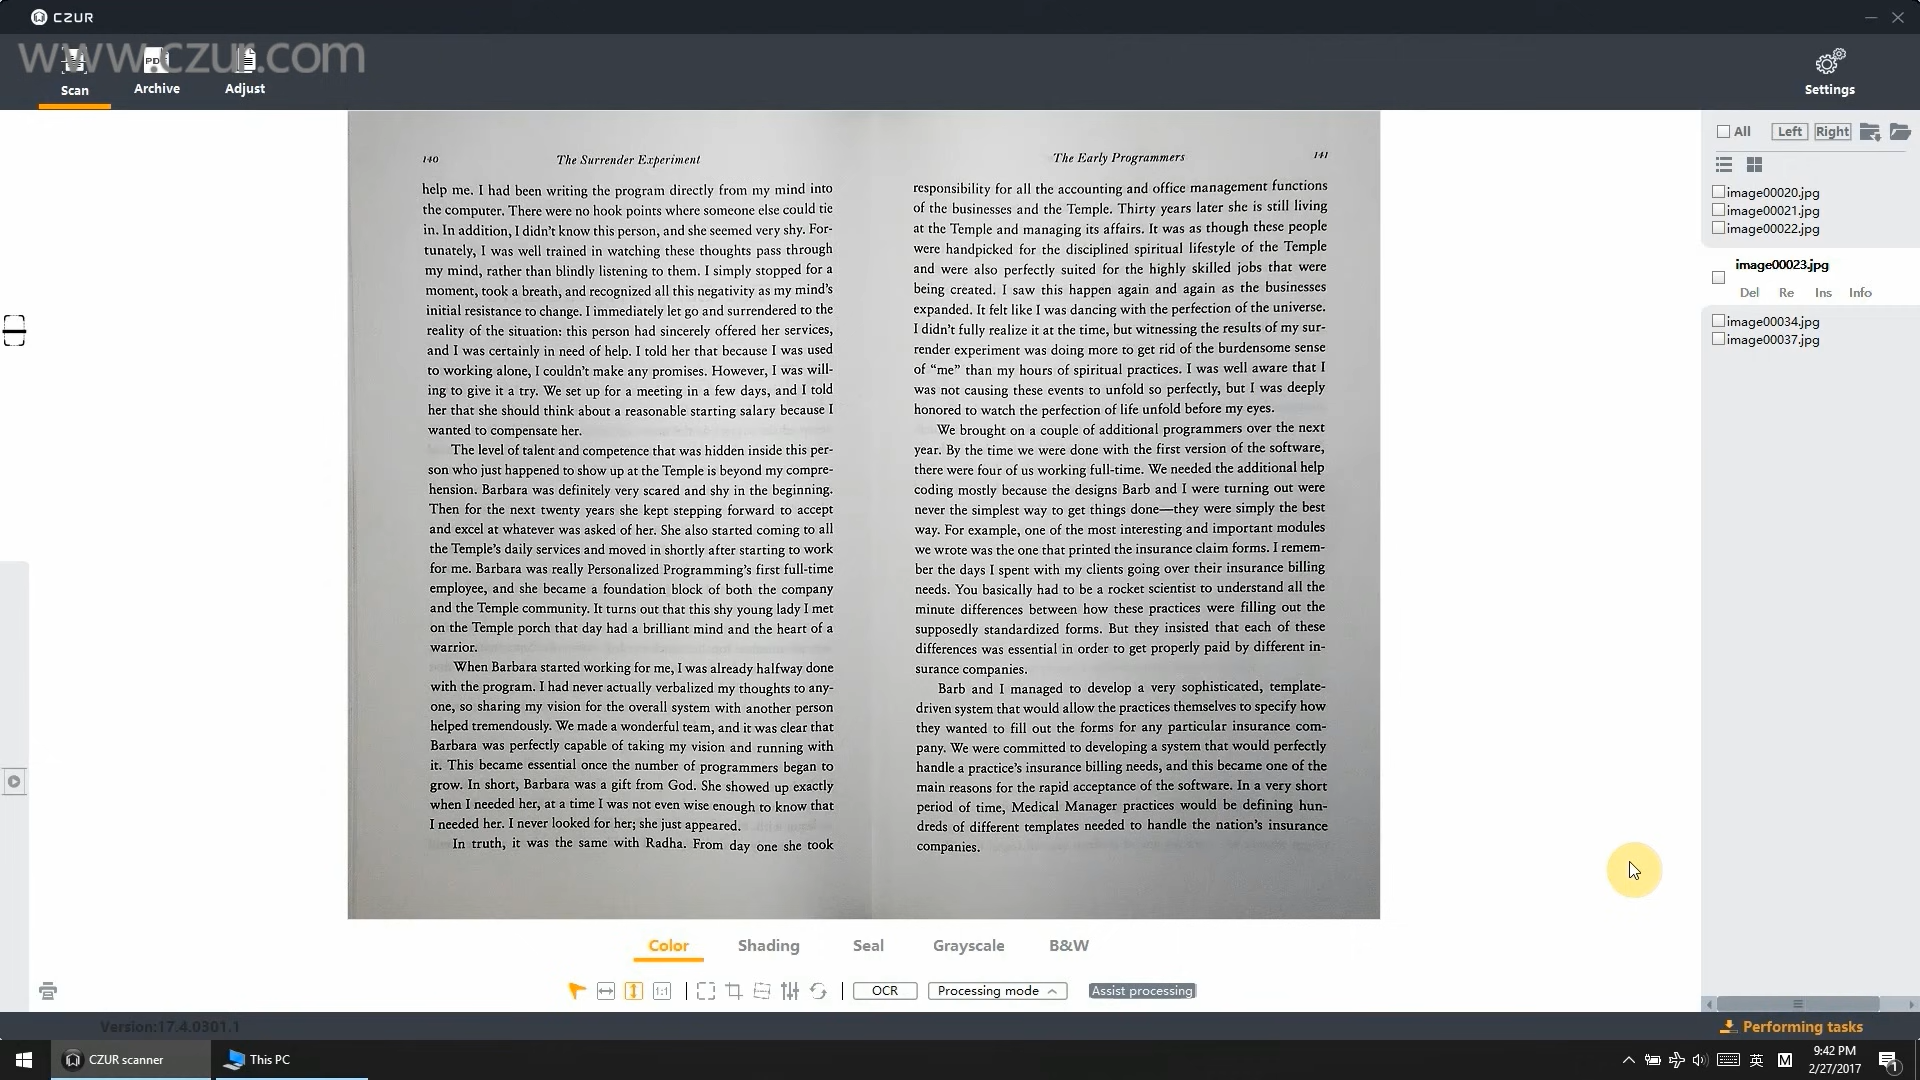 CZUR
www.czur.com
PDF
Scan
Archive
Adjust
Settings
140
The Surrender Experiment
help me. I had been writing the program directly from my mind into
the computer. There were no hook points where someone else could tie
in. In addition, I didn't know this person, and she seemed very shy. For-
tunately, I was well trained in watching these thoughts pass through
my mind, rather than blindly listening to them. I simply stopped for a
moment, took a breath, and recognized all this negativity as my mind's
initial resistance to change. I immediately let go and surrendered to the
reality of the situation: this person had sincerely offered her services,
and I was certainly in need of help. I told her that because I was used
to working alone, I couldn't make any promises. However, I was will-
ing to give it a try. We set up for a meeting in a few days, and I told
her that she should think about a reasonable starting salary because I
wanted to compensate her.
The level of talent and competence that was hidden inside this per-
son who just happened to show up at the Temple is beyond my compre-
hension. Barbara was definitely very scared and shy in the beginning.
Then for the next twenty years she kept stepping forward to accept
and excel at whatever was asked of her. She also started coming to all
the Temple's daily services and moved in shortly after starting to work
for me. Barbara was really Personalized Programming's first full-time
employee, and she became a foundation block of both the company
and the Temple community. It turns out that this shy young lady I met
on the Temple porch that day had a brilliant mind and the heart of a
warrior.
When Barbara started working for me, I was already halfway done
with the program. I had never actually verbalized my thoughts to any-
one, so sharing my vision for the overall system with another person
helped tremendously. We made a wonderful team, and it was clear that
Barbara was perfectly capable of taking my vision and running with
it. This became essential once the number of programmers began to
grow. In short, Barbara was a gift from God. She showed up exactly
when I needed her, at a time I was not even wise enough to know that
I needed her. I never looked for her; she just appeared.
In truth, it was the same with Radha. From day one she took
The Early Programmers
141
responsibility for all the accounting and office management functions
of the businesses and the Temple. Thirty years later she is still living
at the Temple and managing its affairs. It was as though these people
were handpicked for the disciplined spiritual lifestyle of the Temple
and were also perfectly suited for the highly skilled jobs that were
being created. I saw this happen again and again as the businesses
expanded. It felt like I was dancing with the perfection of the universe.
I didn't fully realize it at the time, but witnessing the results of my sur-
render experiment was doing more to get rid of the burdensome sense
of “me” than my hours of spiritual practices. I was well aware that I
was not causing these events to unfold so perfectly, but I was deeply
honored to watch the perfection of life unfold before my eyes.
We brought on a couple of additional programmers over the next
year. By the time we were done with the first version of the software,
there were four of us working full-time. We needed the additional help
coding mostly because the designs Barb and I were turning out were
never the simplest way to get things done—they were simply the best
way. For example, one of the most interesting and important modules
we wrote was the one that printed the insurance claim forms. I remem-
ber the days I spent with my clients going over their insurance billing
needs. You basically had to be a rocket scientist to understand all the
minute differences between how these practices were filling out the
supposedly standardized forms. But they insisted that each of these
differences was essential in order to get properly paid by different in-
surance companies.
Barb and I managed to develop a very sophisticated, template-
driven system that would allow the practices themselves to specify how
they wanted to fill out the forms for any particular insurance com-
pany. We were committed to developing a system that would perfectly
handle a practice's insurance billing needs, and this became one of the
main reasons for the rapid acceptance of the software. In a very short
period of time, Medical Manager practices would be defining hun-
dreds of different templates needed to handle the nation's insurance
companies.
All
Left
Right
image00020.jpg
image00021.jpg
image00022.jpg
image00023.jpg
Del Re Ins Info
image00034.jpg
image00037.jpg
Color
Shading
Seal
Grayscale
B&W
1:1
OCR
Processing mode
Assist processing
Version:17.4.0301.1
Performing tasks
CZUR scanner
This PC
英
M
9:42 PM
2/27/2017
1